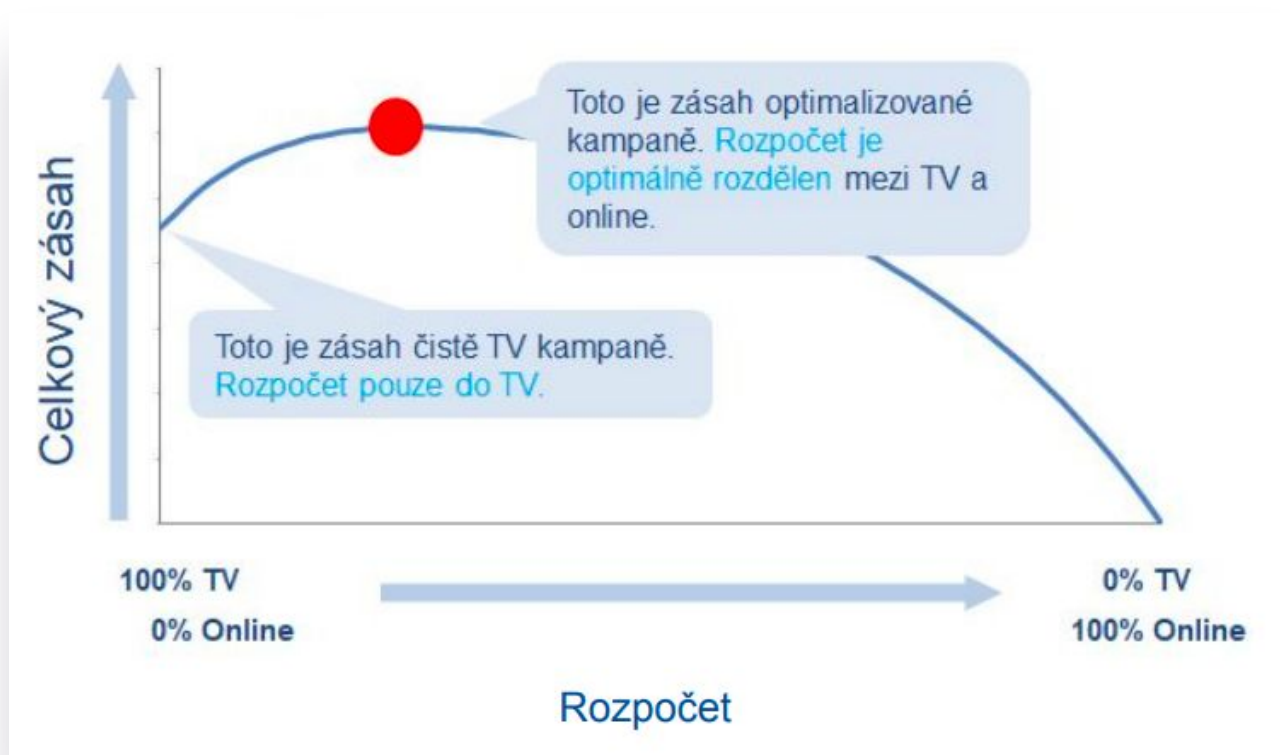 Celkový zásah
Toto je zásah optimalizované
kampaně. Rozpočet je
optimálně rozdělen mezi TV a
online.
Toto je zásah čistě TV kampaně.
Rozpočet pouze do TV.
100% TV
0% Online
0% TV
100% Online
Rozpočet